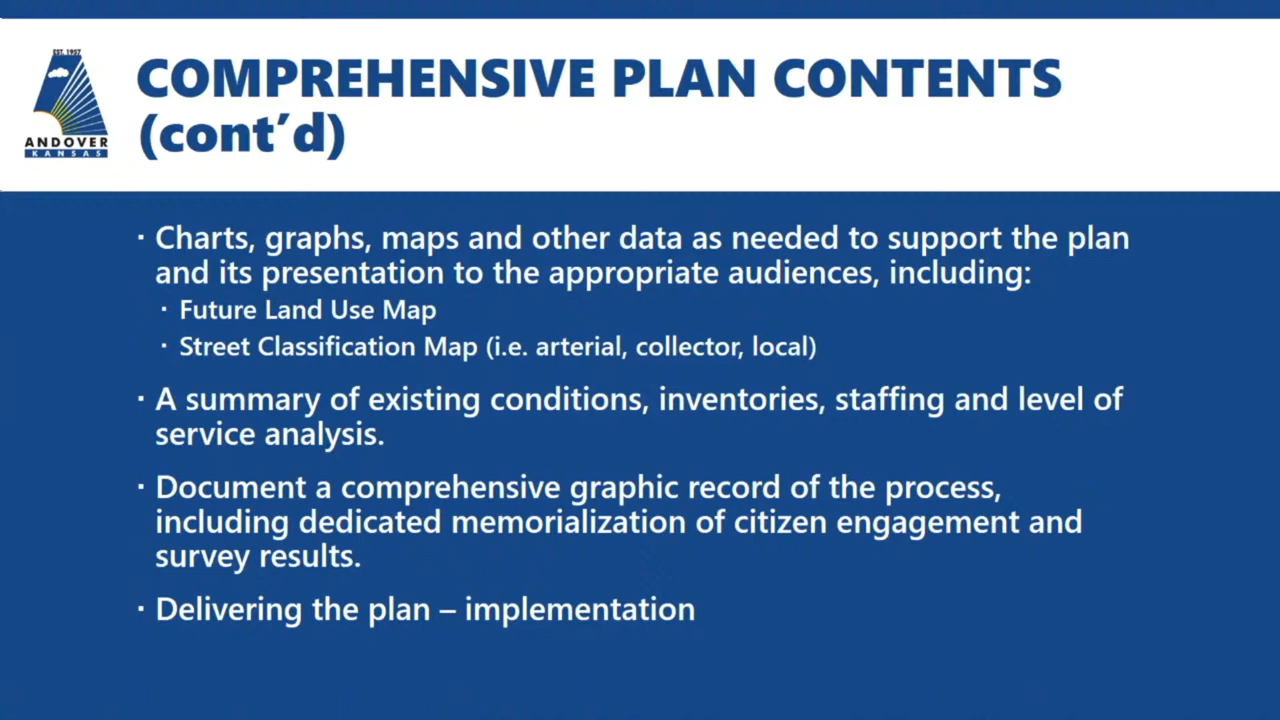 EST. 1957
ANDOVER
KANSAS
COMPREHENSIVE PLAN CONTENTS
(cont’d)
· Charts, graphs, maps and other data as needed to support the plan
and its presentation to the appropriate audiences, including:
· Future Land Use Map
· Street Classification Map (i.e. arterial, collector, local)
· A summary of existing conditions, inventories, staffing and level of
service analysis.
· Document a comprehensive graphic record of the process,
including dedicated memorialization of citizen engagement and
survey results.
· Delivering the plan – implementation